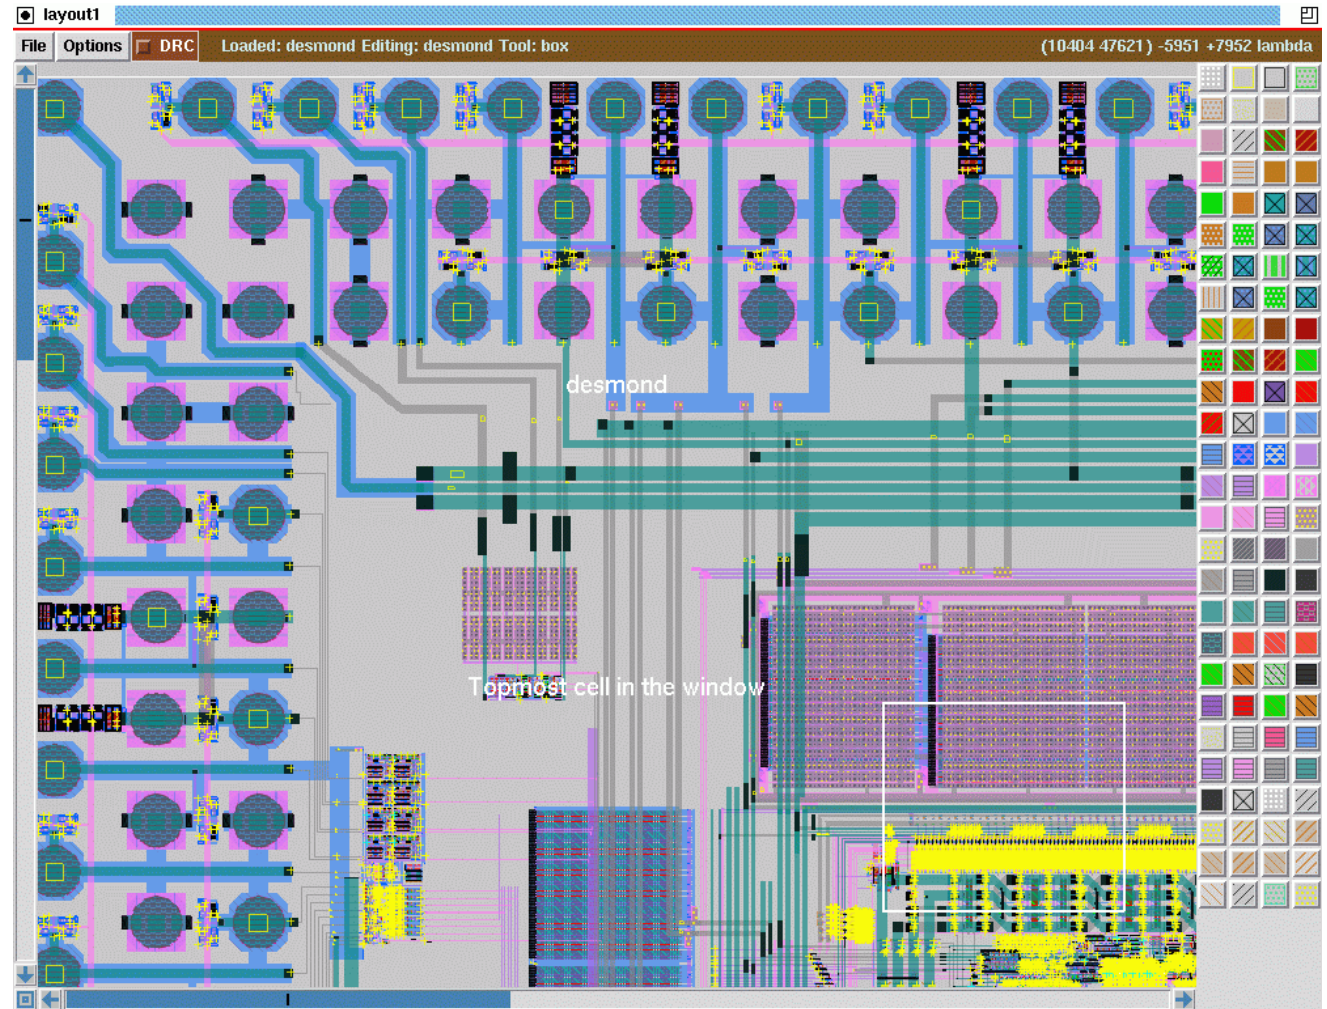 layout1
File Options DRC Loaded: desmond Editing: desmond Tool: box (10404 47621) -5951 +7952 lambda
desmond
Topmost cell in the window